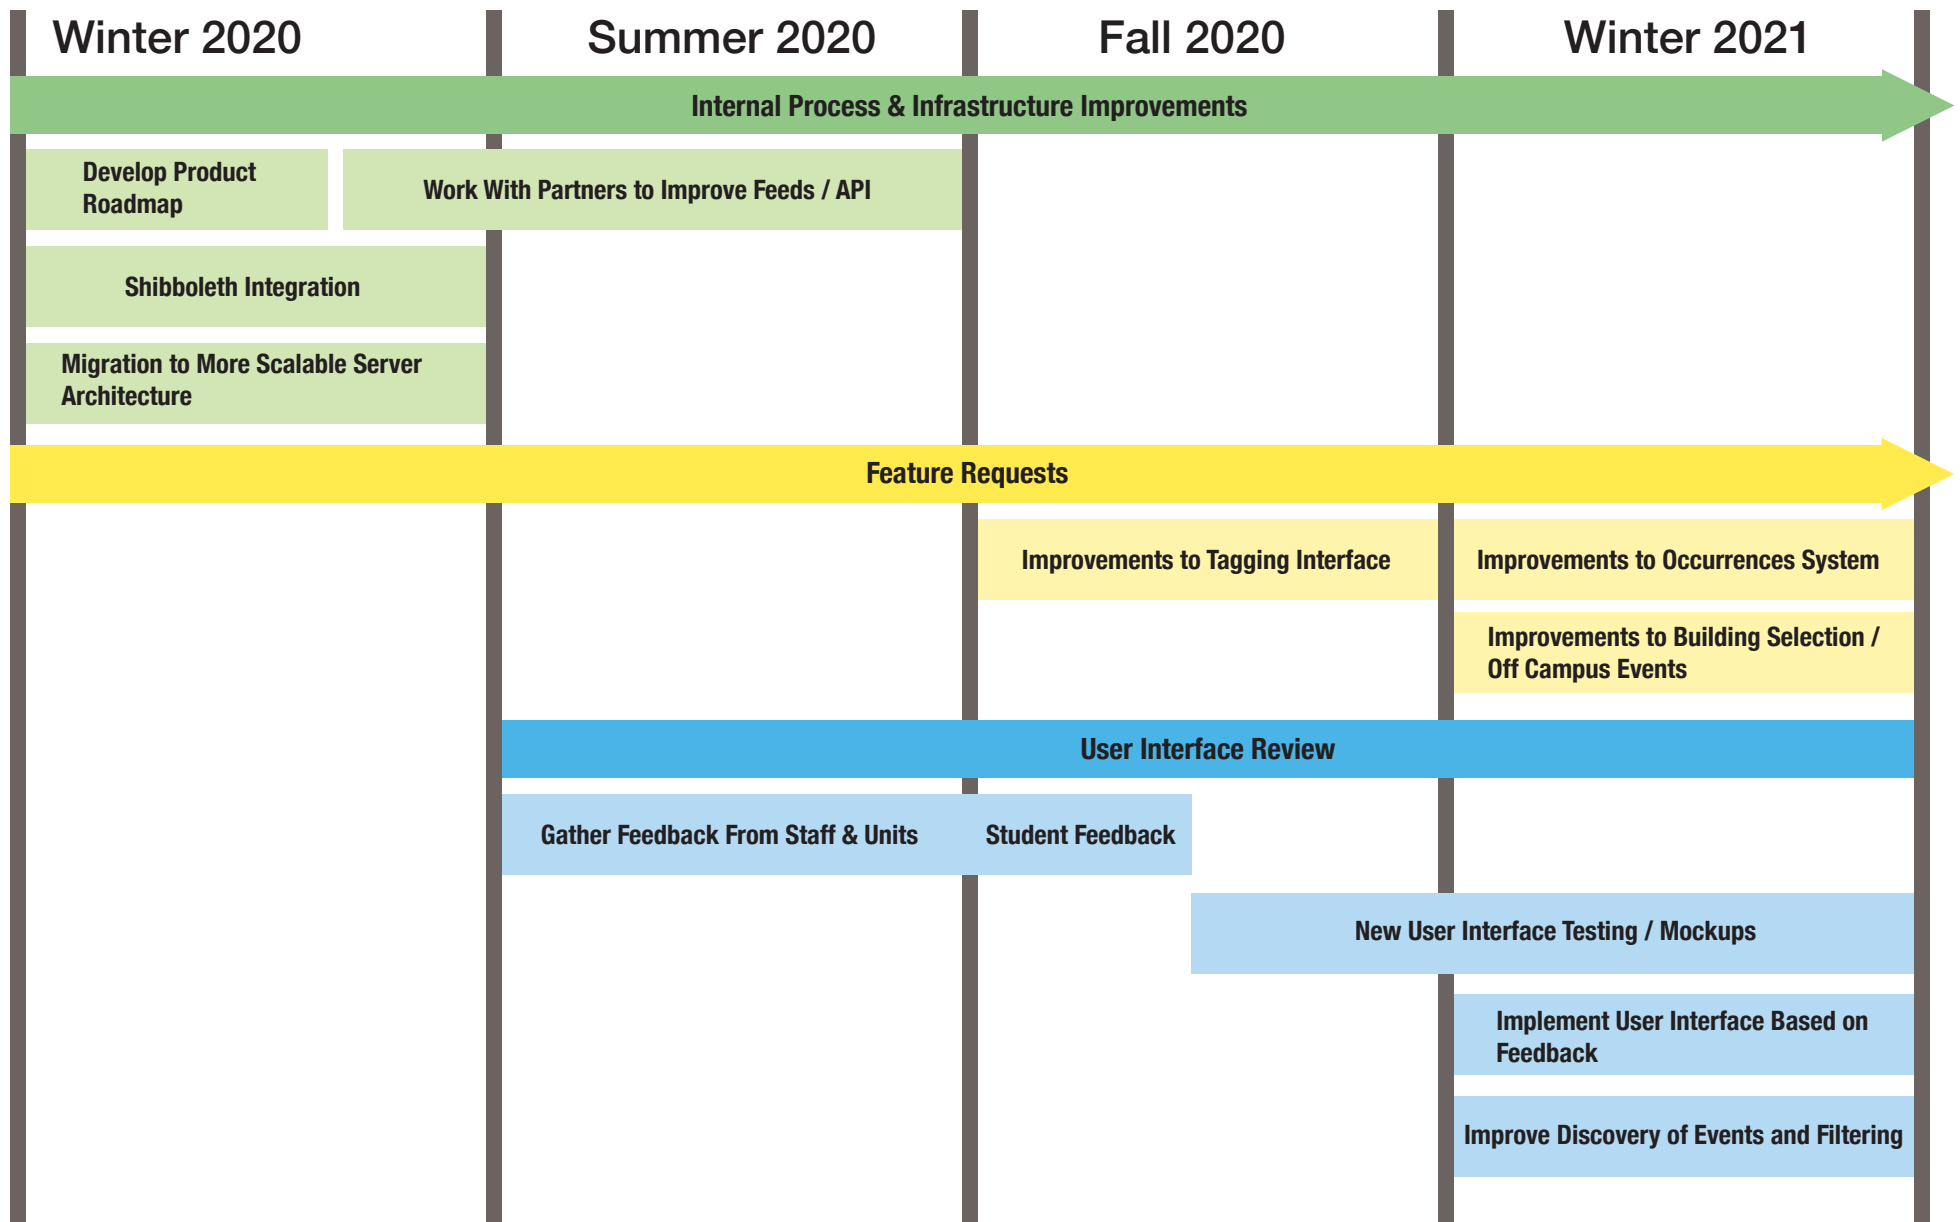 Winter 2020
Summer 2020
Fall 2020
Winter 2021
Internal Process & Infrastructure Improvements
Develop Product
Roadmap
Work With Partners to Improve Feeds / API
Shibboleth Integration
Migration to More Scalable Server
Architecture
Feature Requests
Improvements to Tagging Interface
Improvements to Occurrences System
Improvements to Building Selection /
Off Campus Events
User Interface Review
Gather Feedback From Staff & Units
Student Feedback
New User Interface Testing / Mockups
Implement User Interface Based on
Feedback
Improve Discovery of Events and Filtering